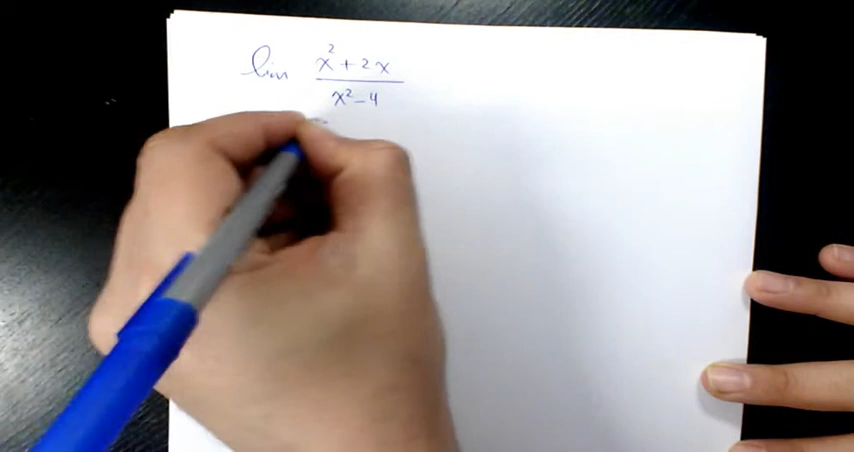 lim x² + 2x
x² - 4